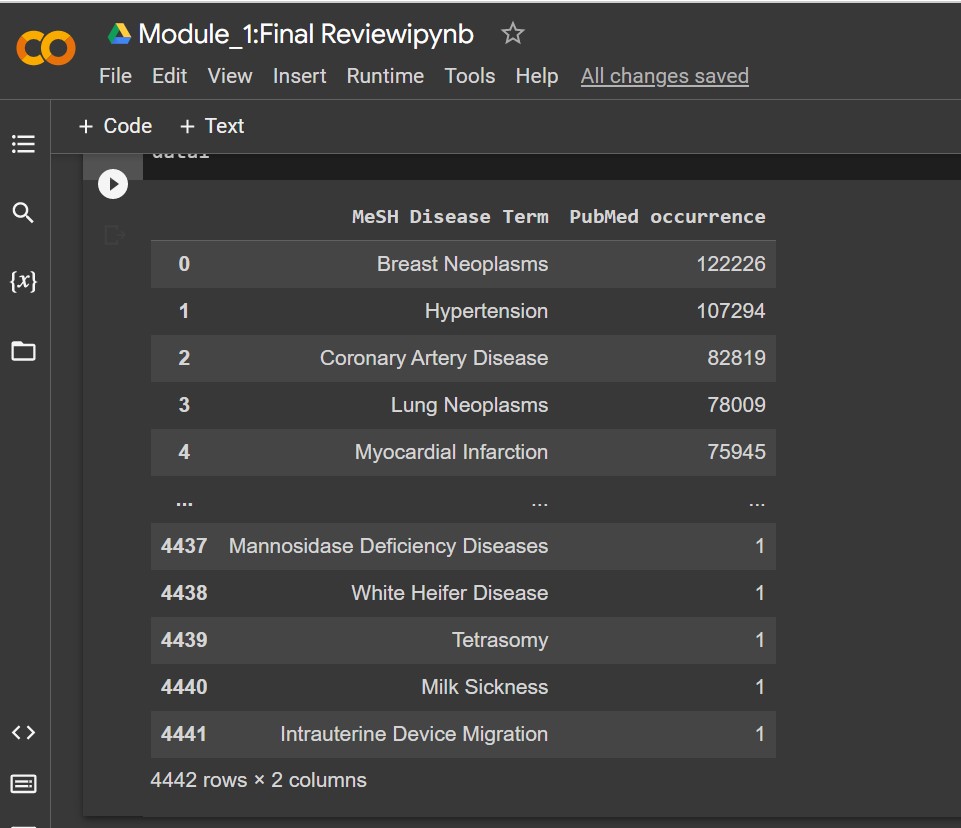 Module_1:Final Reviewipynb
File Edit View Insert Runtime Tools Help All changes saved
+ Code + Text
MeSH Disease Term PubMed occurrence
0 Breast Neoplasms 122226
1 Hypertension 107294
2 Coronary Artery Disease 82819
3 Lung Neoplasms 78009
4 Myocardial Infarction 75945
... ... ...
4437 Mannosidase Deficiency Diseases 1
4438 White Heifer Disease 1
4439 Tetrasomy 1
4440 Milk Sickness 1
4441 Intrauterine Device Migration 1
4442 rows × 2 columns